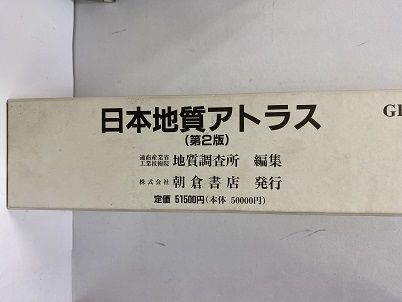 日本地質アトラス
(第2版)
通商産業省
工業技術院 地質調査所 編集
株式会社 朝倉書店 発行
定価 51500円(本体 50000円)